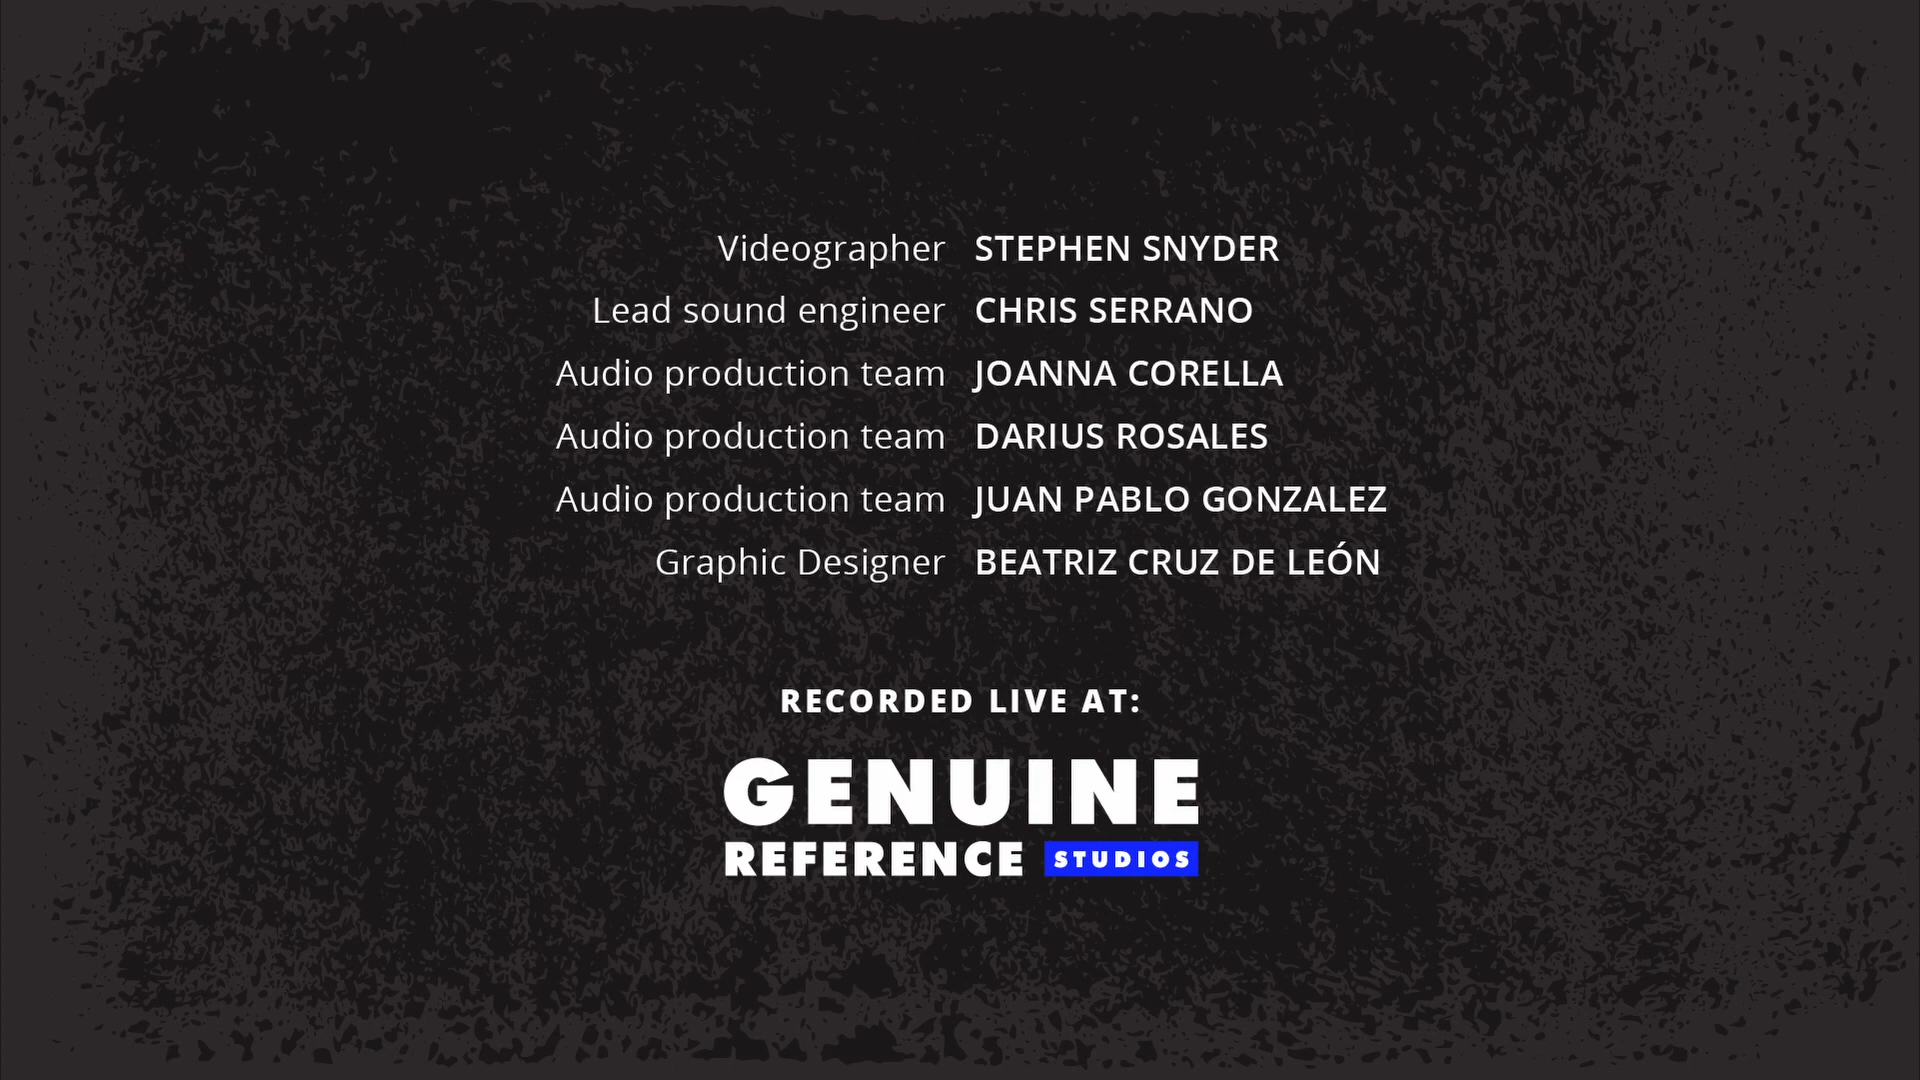 Videographer STEPHEN SNYDER
Lead sound engineer CHRIS SERRANO
Audio production team JOANNA CORELLA
Audio production team DARIUS ROSALES
Audio production team JUAN PABLO GONZALEZ
Graphic Designer BEATRIZ CRUZ DE LEÓN
RECORDED LIVE AT:
GENUINE
REFERENCE STUDIOS